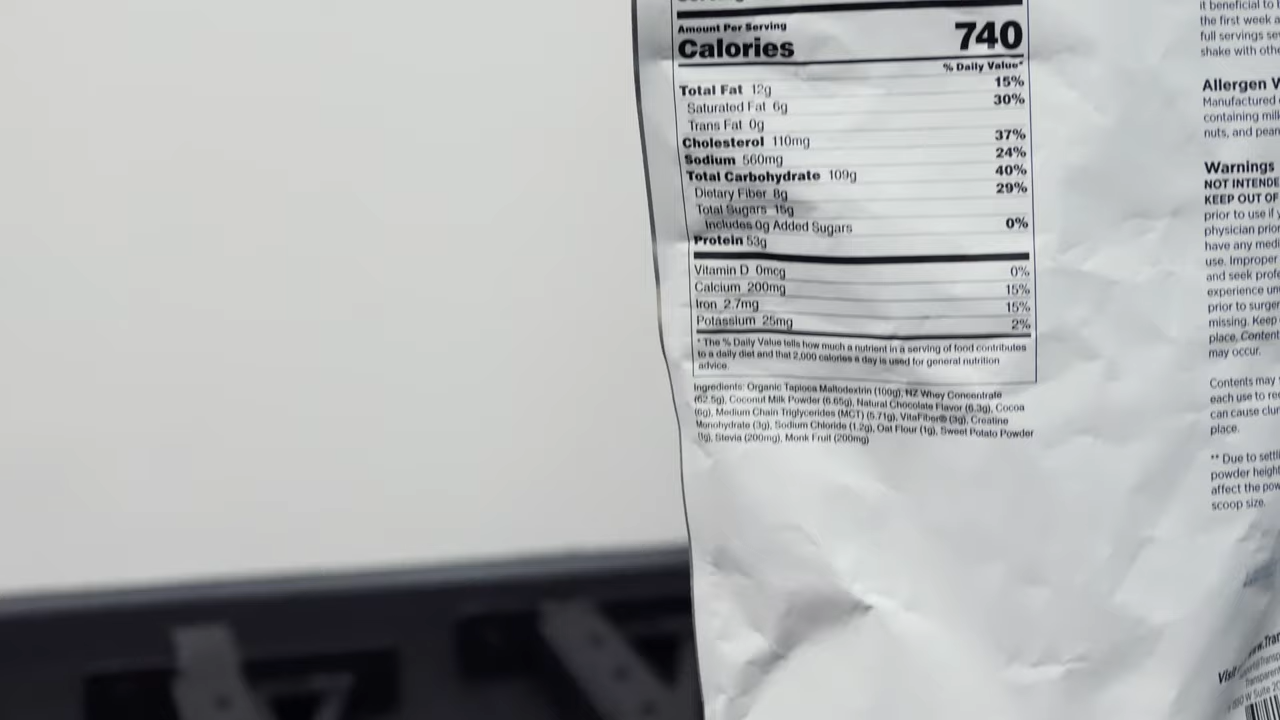 Amount Per Serving
Calories 740
% Daily Value*
Total Fat 12g 15%
Saturated Fat 6g 30%
Trans Fat 0g
Cholesterol 110mg 37%
Sodium 560mg 24%
Total Carbohydrate 109g 40%
Dietary Fiber 8g 29%
Total Sugars 15g
Includes 0g Added Sugars 0%
Protein 53g
Vitamin D 0mcg 0%
Calcium 200mg 15%
Iron 2.7mg 15%
Potassium 25mg 2%
* The % Daily Value tells how much a nutrient in a serving of food contributes
to a daily diet and that 2,000 calories a day is used for general nutrition
advice.
Ingredients: Organic Tapioca Maltodextrin (100g), NZ Whey Concentrate
(62.5g), Coconut Milk Powder (6.65g), Natural Chocolate Flavor (6.3g), Cocoa
(6g), Medium Chain Triglycerides (MCT) (5.71g), VitaFiber® (3g), Creatine
Monohydrate (3g), Sodium Chloride (1.2g), Oat Flour (1g), Sweet Potato Powder
(1g), Stevia (200mg), Monk Fruit (200mg)
it beneficial to
the first week a
full servings se
shake with oth
Allergen
Manufactured
containing mil
nuts, and pea
Warnings
NOT INTENDE
KEEP OUT OF
prior to use if
physician prio
have any medi
use. Improper
and seek prof
experience un
prior to surger
missing. Keep
place. Content
may occur.
Contents may
each use to re
can cause clu
place.
** Due to settl
powder height
affect the pow
scoop size.
Visit